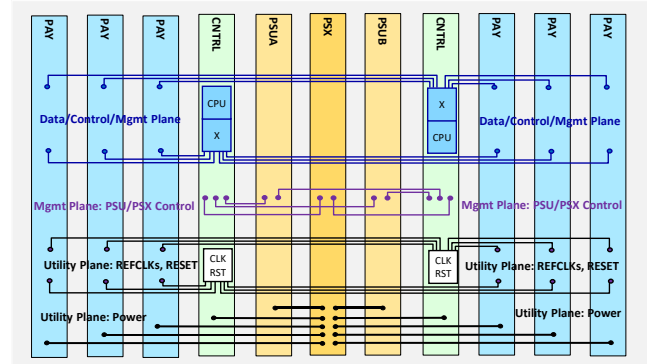 PAY PAY PAY CNTRL PSUA PSX PSUB CNTRL PAY PAY PAY
CPU X
Data/Control/Mgmt Plane Data/Control/Mgmt Plane
X CPU
Mgmt Plane: PSU/PSX Control Mgmt Plane: PSU/PSX Control
Utility Plane: REFCLKs, RESET CLK CLK Utility Plane: REFCLKs, RESET
RST RST
Utility Plane: Power Utility Plane: Power